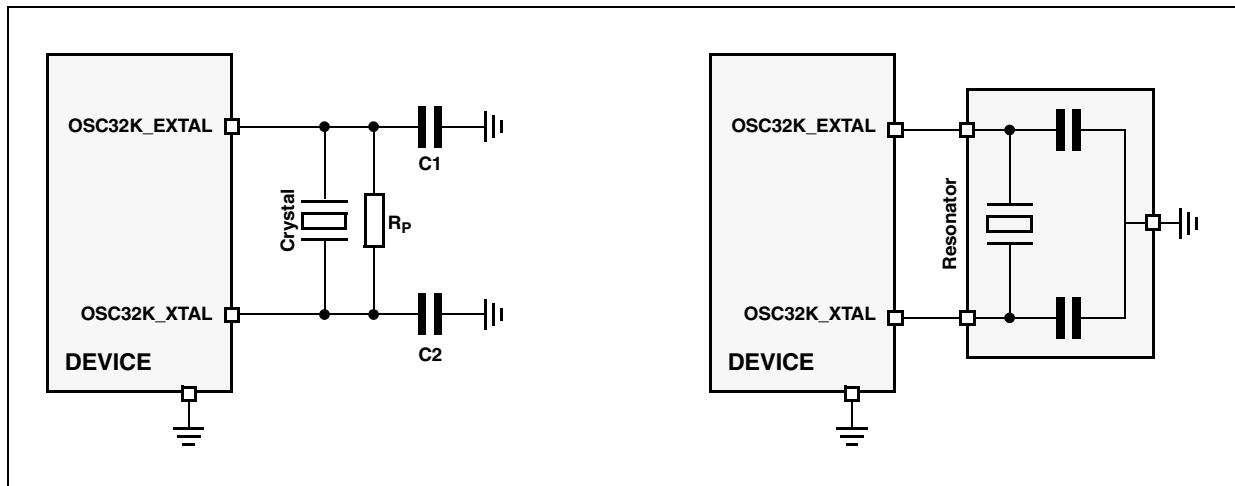 OSC32K_EXTAL
C1
Crystal
RP
OSC32K_XTAL
C2
DEVICE
OSC32K_EXTAL
Resonator
OSC32K_XTAL
DEVICE